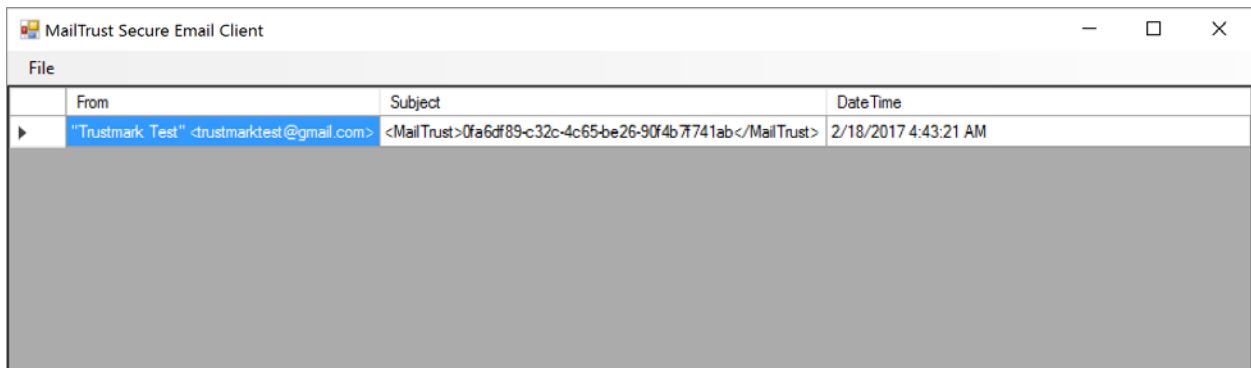 MailTrust Secure Email Client
File
From Subject DateTime
"Trustmark Test" <trustmarktest@gmail.com> <MailTrust>0fa6df89-c32c-4c65-be26-90f4b7f741ab</MailTrust> 2/18/2017 4:43:21 AM